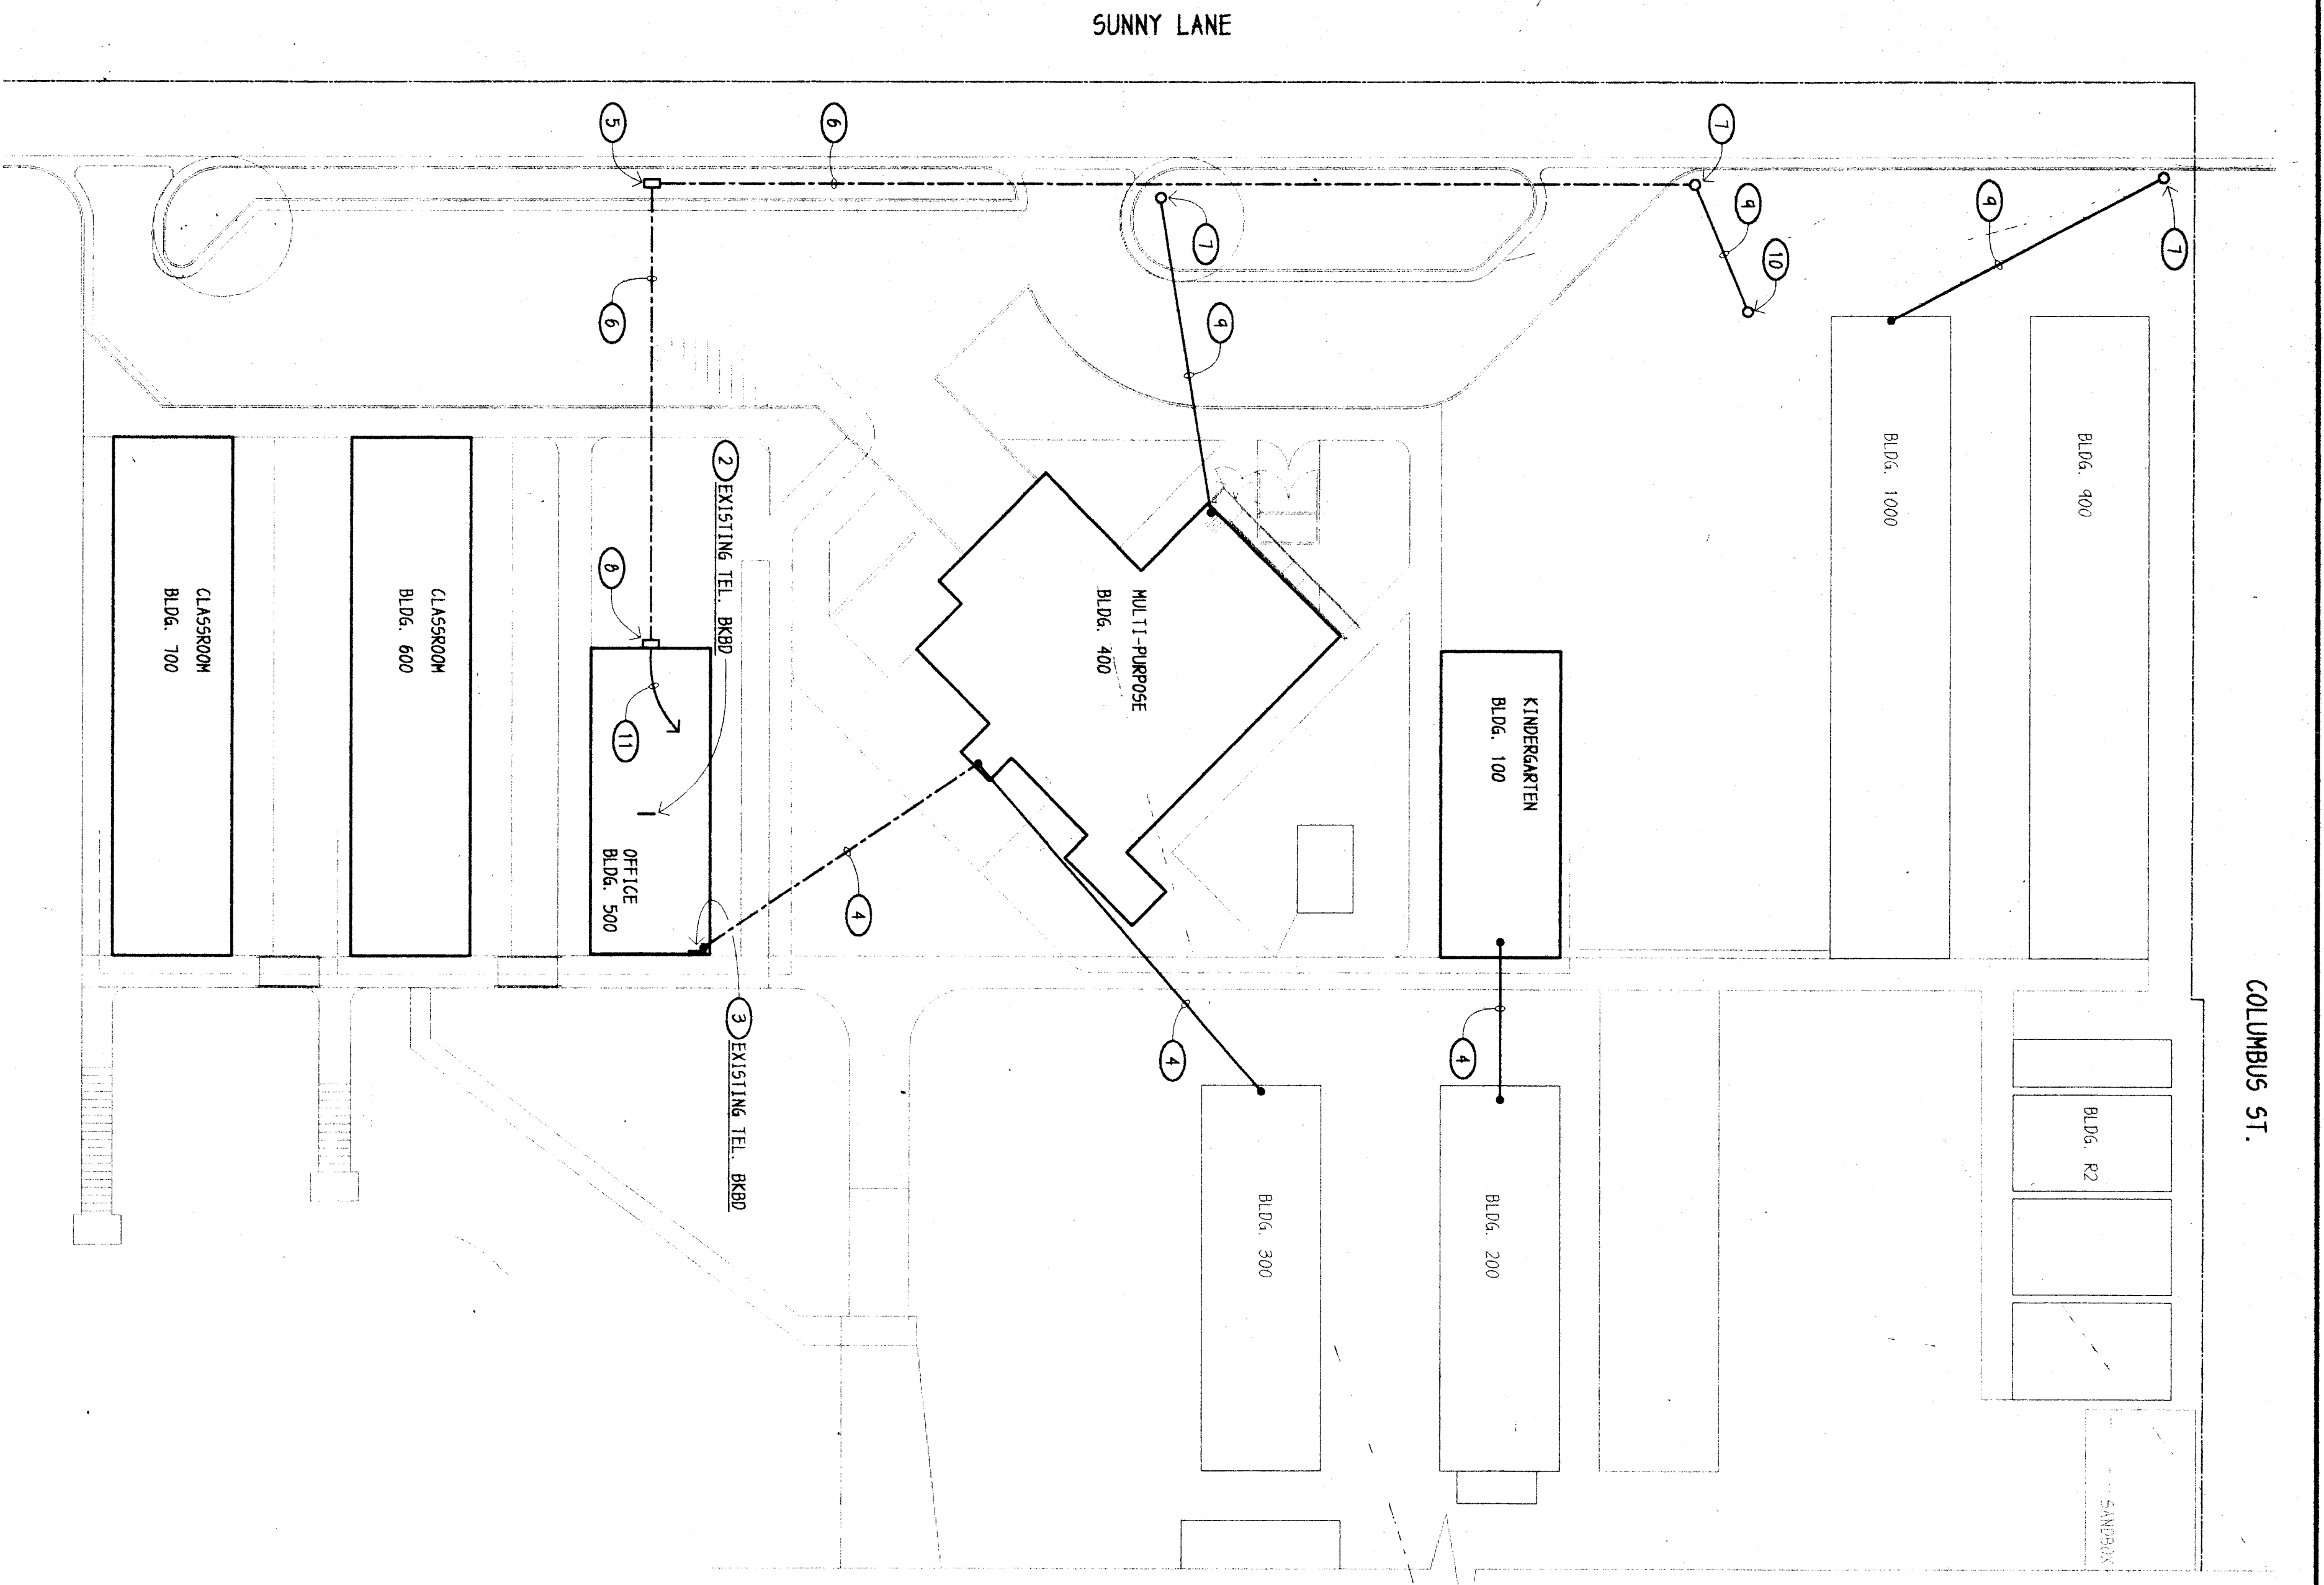 SUNNY LANE
5
6
7
9
10
9
7
7
9
6
2 EXISTING TEL. BKBD
8
11
4
3 EXISTING TEL. BKBD
4
4
CLASSROOM
BLDG. 700
CLASSROOM
BLDG. 600
OFFICE
BLDG. 500
MULTI-PURPOSE
BLDG. 400
KINDERGARTEN
BLDG. 100
BLDG. 1000
BLDG. 900
BLDG. 300
BLDG. 200
BLDG. R2
SANDBOX
COLUMBUS ST.